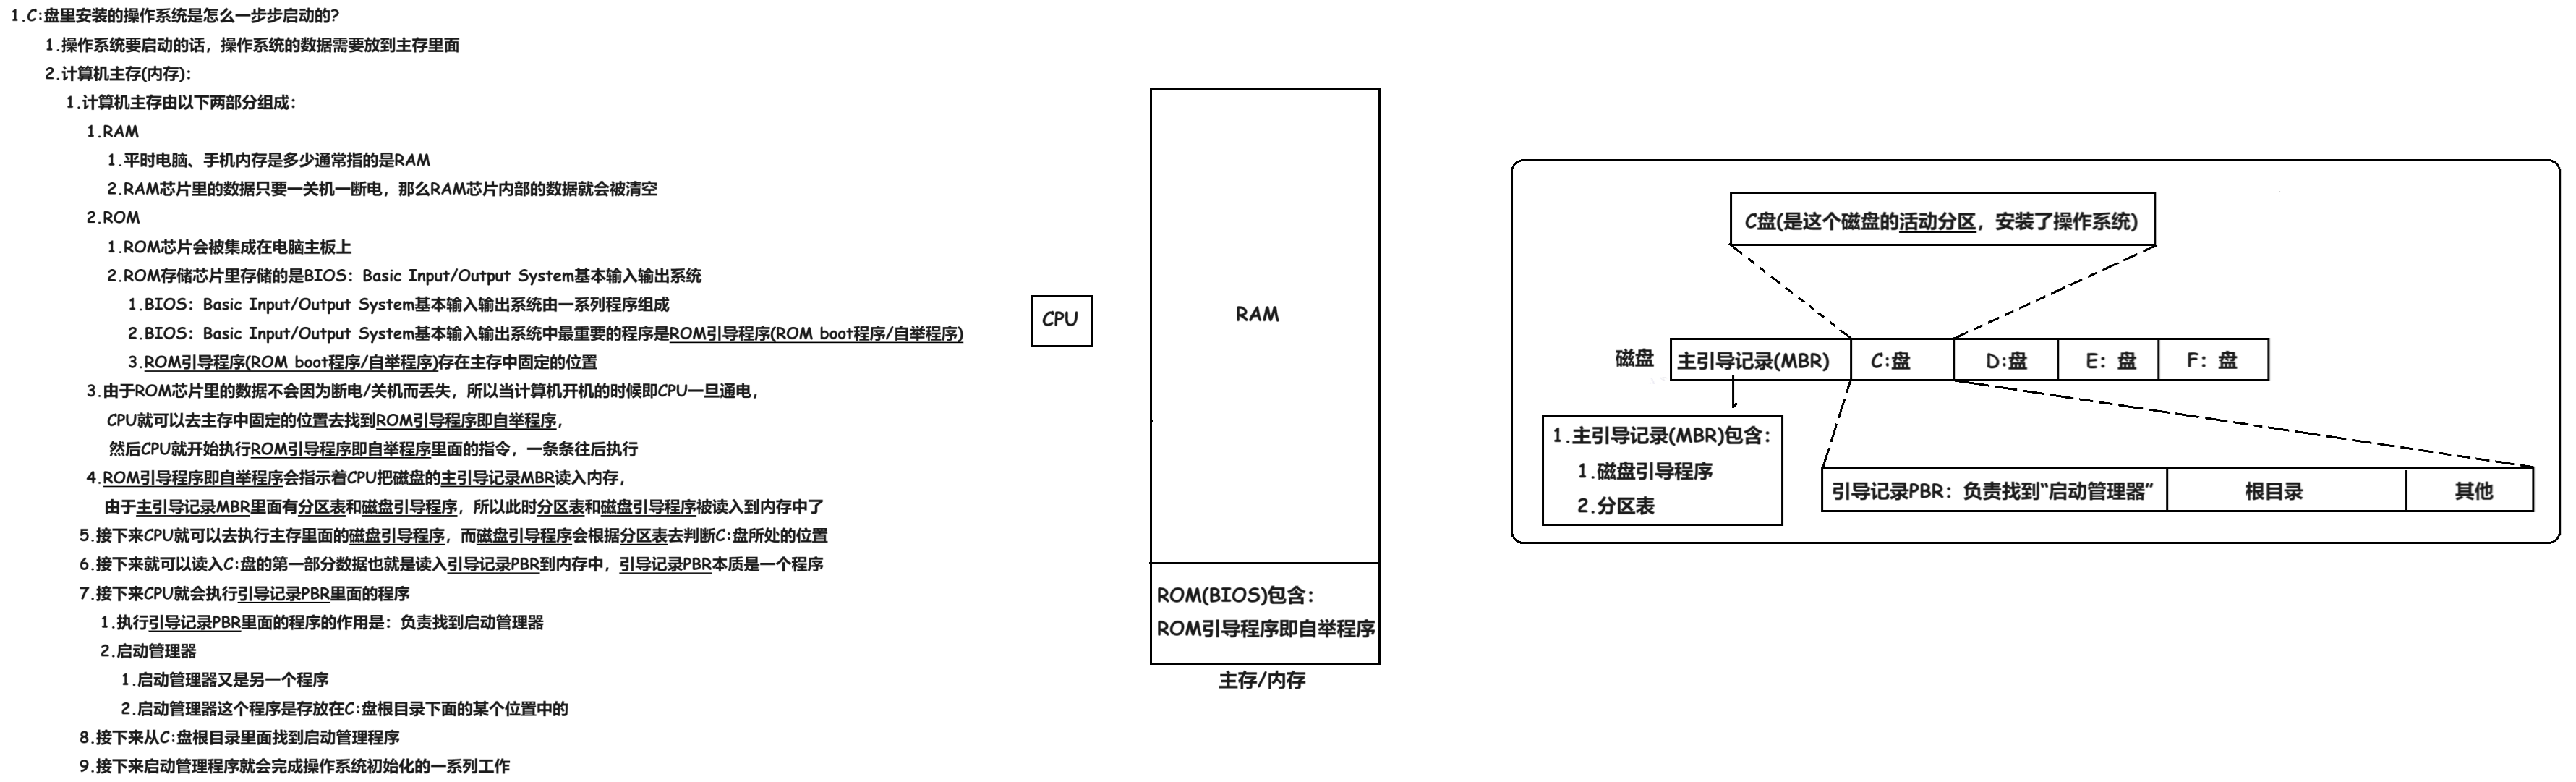 1.C:盘里安装的操作系统是怎么一步步启动的?
1.操作系统要启动的话，操作系统的数据需要放到主存里面
2.计算机主存(内存)：
1.计算机主存由以下两部分组成：
1.RAM
1.平时电脑、手机内存是多少通常指的是RAM
2.RAM芯片里的数据只要一关机一断电，那么RAM芯片内部的数据就会被清空
2.ROM
1.ROM芯片会被集成在电脑主板上
2.ROM存储芯片里存储的是BIOS：Basic Input/Output System基本输入输出系统
1.BIOS：Basic Input/Output System基本输入输出系统由一系列程序组成
2.BIOS：Basic Input/Output System基本输入输出系统中最重要的程序是ROM引导程序(ROM boot程序/自举程序)
3.ROM引导程序(ROM boot程序/自举程序)存在主存中固定的位置
3.由于ROM芯片里的数据不会因为断电/关机而丢失，所以当计算机开机的时候即CPU一旦通电，
CPU就可以去主存中固定的位置去找到ROM引导程序即自举程序，
然后CPU就开始执行ROM引导程序即自举程序里面的指令，一条条往后执行
4.ROM引导程序即自举程序会指示着CPU把磁盘的主引导记录MBR读入内存，
由于主引导记录MBR里面有分区表和磁盘引导程序，所以此时分区表和磁盘引导程序被读入到内存中了
5.接下来CPU就可以去执行主存里面的磁盘引导程序，而磁盘引导程序会根据分区表去判断C:盘所处的位置
6.接下来就可以读入C:盘的第一部分数据也就是读入引导记录PBR到内存中，引导记录PBR本质是一个程序
7.接下来CPU就会执行引导记录PBR里面的程序
1.执行引导记录PBR里面的程序的作用是：负责找到启动管理器
2.启动管理器
1.启动管理器又是另一个程序
2.启动管理器这个程序是存放在C:盘根目录下面的某个位置中的
8.接下来从C:盘根目录里面找到启动管理程序
9.接下来启动管理程序就会完成操作系统初始化的一系列工作
CPU
RAM
ROM(BIOS)包含：
ROM引导程序即自举程序
主存/内存
C盘(是这个磁盘的活动分区，安装了操作系统)
磁盘
主引导记录(MBR)
C:盘
D:盘
E：盘
F：盘
1.主引导记录(MBR)包含：
1.磁盘引导程序
2.分区表
引导记录PBR：负责找到“启动管理器”
根目录
其他